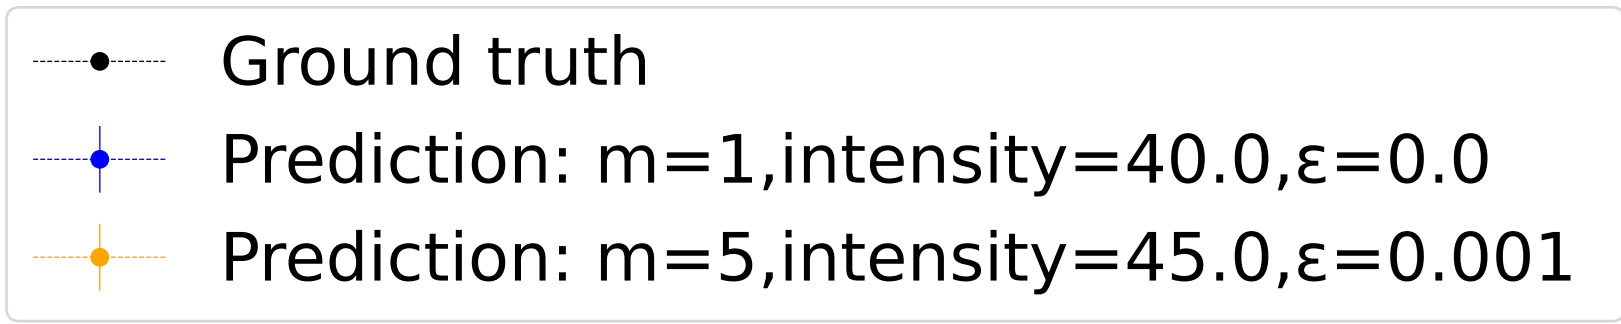 Ground truth
Prediction: m=1,intensity=40.0,ε=0.0
Prediction: m=5,intensity=45.0,ε=0.001